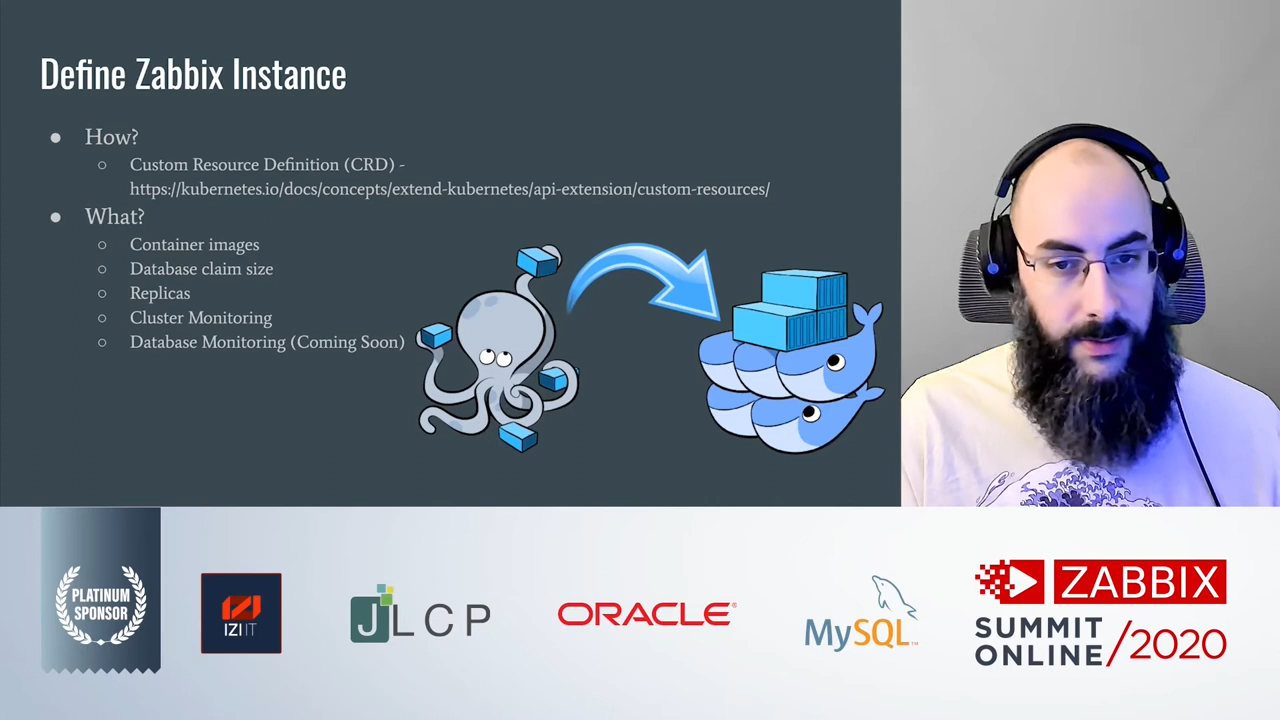 Define Zabbix Instance
● How?
○ Custom Resource Definition (CRD) -
https://kubernetes.io/docs/concepts/extend-kubernetes/api-extension/custom-resources/
● What?
○ Container images
○ Database claim size
○ Replicas
○ Cluster Monitoring
○ Database Monitoring (Coming Soon)
PLATINUM
SPONSOR
IZI IT
JLCP
ORACLE®
MySQL™
ZABBIX
SUMMIT
ONLINE/2020